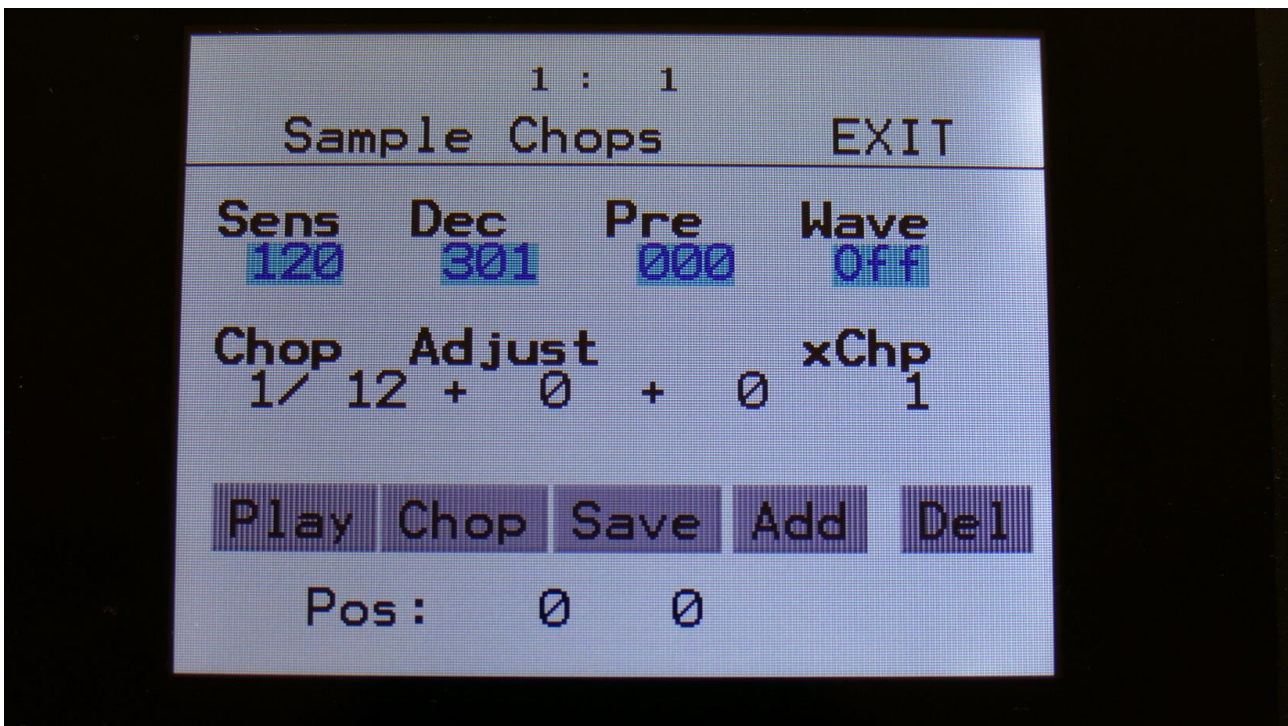 1 : 1
Sample Chops EXIT
Sens Dec Pre Wave
120 301 000 Off
Chop Adjust xChp
1/ 12 + 0 + 0 1
Play Chop Save Add Del
Pos: 0 0